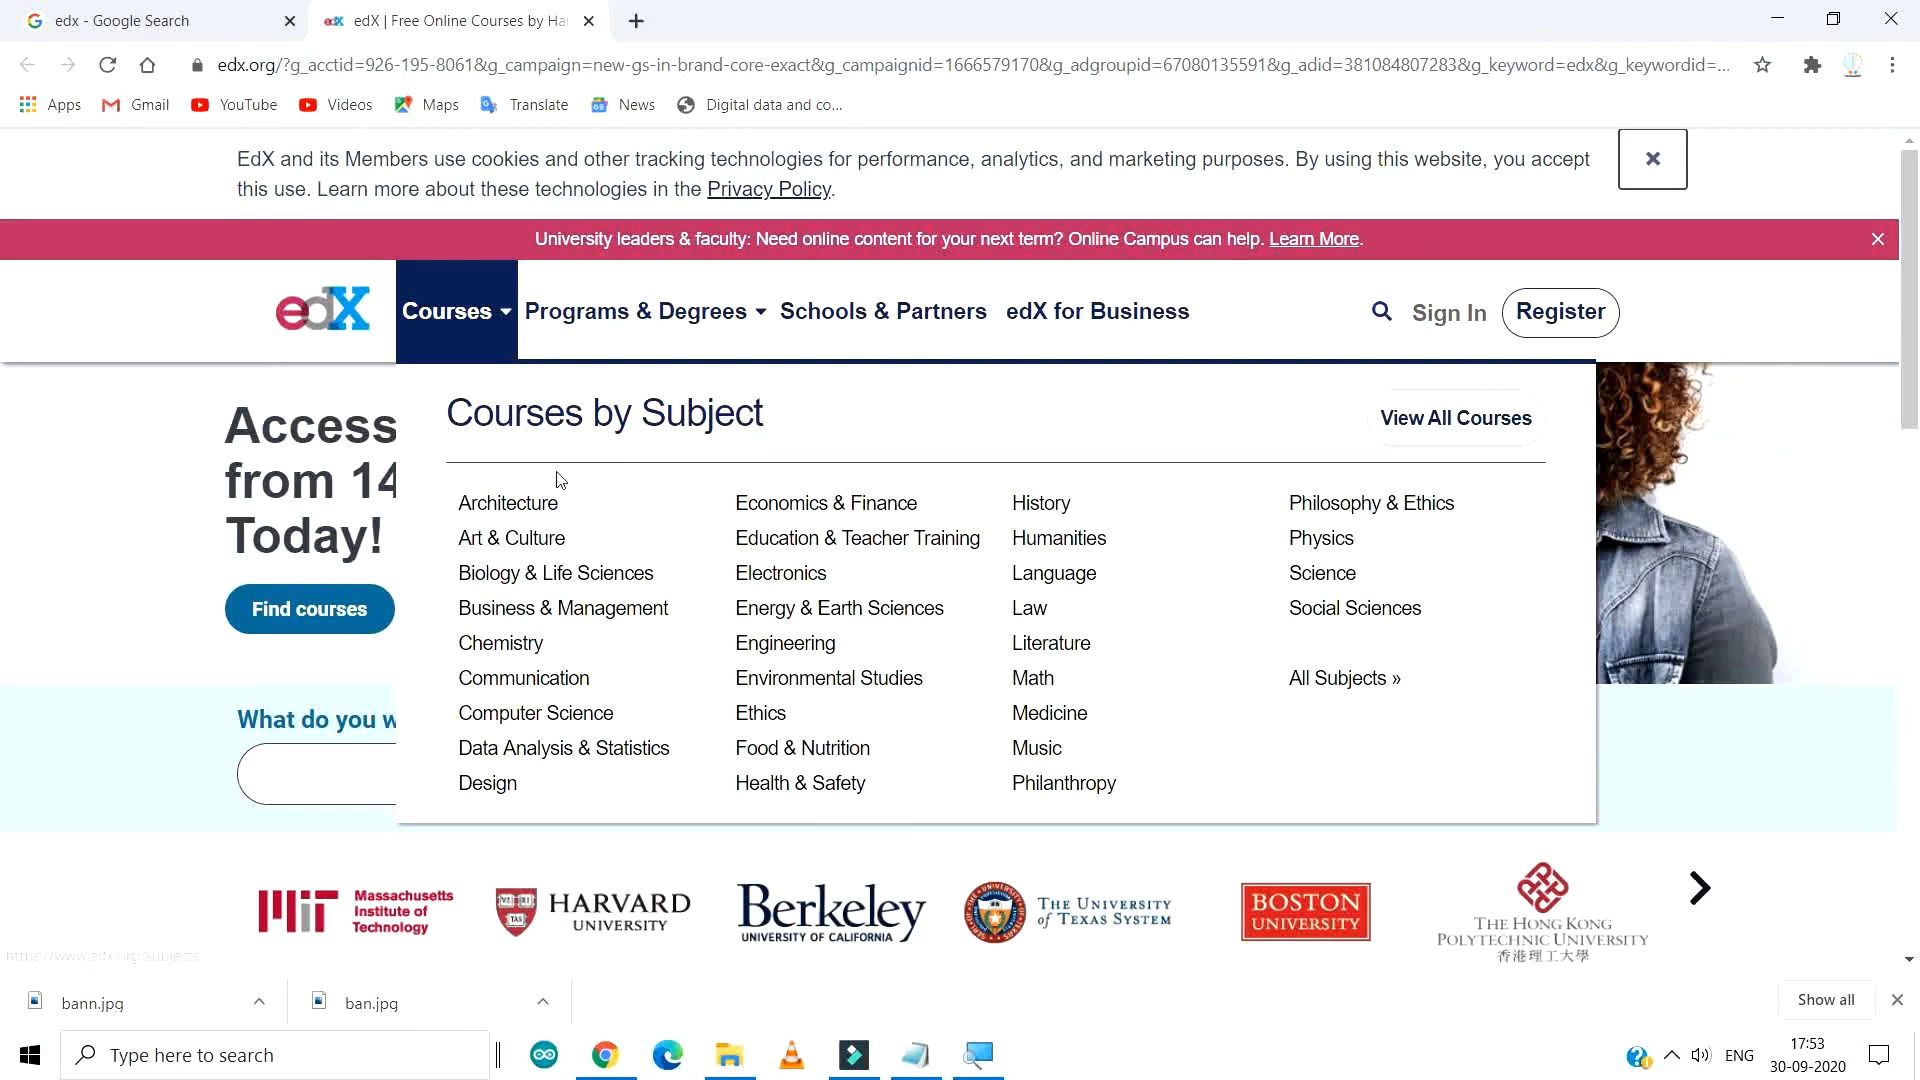 edx - Google Search
edX | Free Online Courses by Ha
edx.org/?g_acctid=926-195-8061&g_campaign=new-gs-in-brand-core-exact&g_campaignid=1666579170&g_adgroupid=67080135591&g_adid=381084807283&g_keyword=edx&g_keywordid=...
Apps Gmail YouTube Videos Maps Translate News Digital data and co...
EdX and its Members use cookies and other tracking technologies for performance, analytics, and marketing purposes. By using this website, you accept
this use. Learn more about these technologies in the Privacy Policy.
University leaders & faculty: Need online content for your next term? Online Campus can help. Learn More.
edX Courses Programs & Degrees Schools & Partners edX for Business Sign In Register
Access
from 14
Today!
Find courses
What do you w
Courses by Subject
View All Courses
Architecture
Art & Culture
Biology & Life Sciences
Business & Management
Chemistry
Communication
Computer Science
Data Analysis & Statistics
Design
Economics & Finance
Education & Teacher Training
Electronics
Energy & Earth Sciences
Engineering
Environmental Studies
Ethics
Food & Nutrition
Health & Safety
History
Humanities
Language
Law
Literature
Math
Medicine
Music
Philanthropy
Philosophy & Ethics
Physics
Science
Social Sciences
All Subjects »
MIT Massachusetts
Institute of
Technology
VE RI TAS
HARVARD
UNIVERSITY
Berkeley
UNIVERSITY OF CALIFORNIA
THE UNIVERSITY
of TEXAS SYSTEM
BOSTON
UNIVERSITY
THE HONG KONG
POLYTECHNIC UNIVERSITY
香港理工大學
https://www.edx.org/subjects
bann.jpg
ban.jpg
Show all
Type here to search
ENG
17:53
30-09-2020